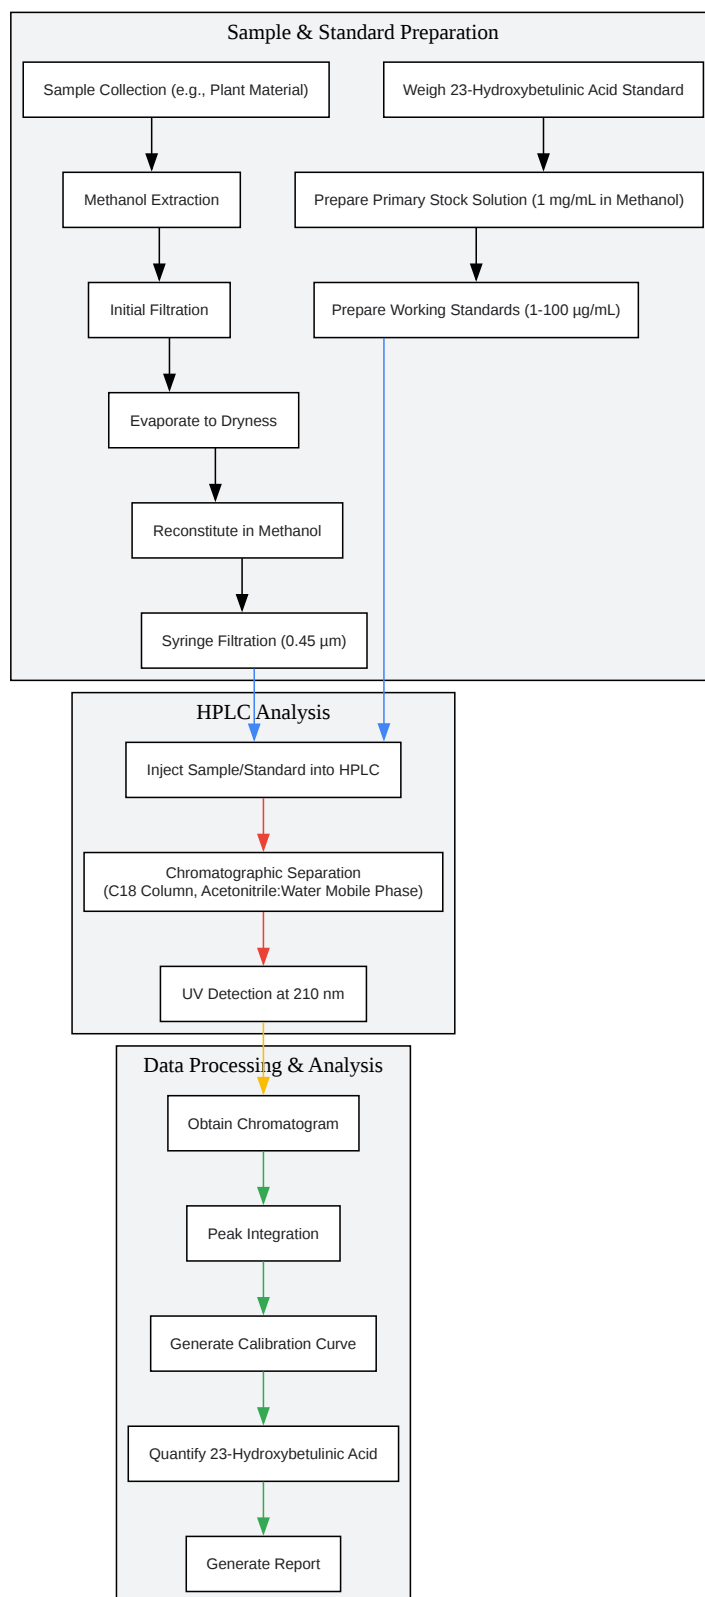 Sample & Standard Preparation
Sample Collection (e.g., Plant Material)
Weigh 23-Hydroxybetulinic Acid Standard
Methanol Extraction
Prepare Primary Stock Solution (1 mg/mL in Methanol)
Initial Filtration
Prepare Working Standards (1-100 µg/mL)
Evaporate to Dryness
Reconstitute in Methanol
Syringe Filtration (0.45 µm)
HPLC Analysis
Inject Sample/Standard into HPLC
Chromatographic Separation
(C18 Column, Acetonitrile:Water Mobile Phase)
UV Detection at 210 nm
Data Processing & Analysis
Obtain Chromatogram
Peak Integration
Generate Calibration Curve
Quantify 23-Hydroxybetulinic Acid
Generate Report